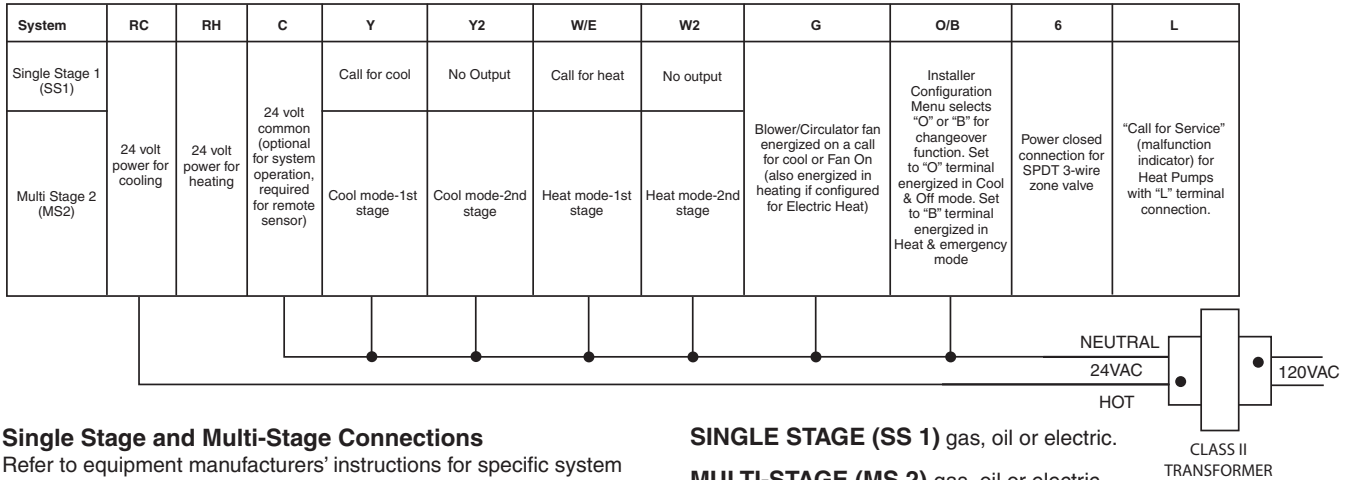 System RC RH C Y Y2 W/E W2 G O/B 6 L
Single Stage 1
(SS1)
Multi Stage 2
(MS2)
24 volt
power for
cooling
24 volt
power for
heating
24 volt
common
(optional
for system
operation,
required
for remote
sensor)
Call for cool
Cool mode-1st
stage
No Output
Cool mode-2nd
stage
Call for heat
Heat mode-1st
stage
No output
Heat mode-2nd
stage
Blower/Circulator fan
energized on a call
for cool or Fan On
(also energized in
heating if configured
for Electric Heat)
Installer
Configuration
Menu selects
“O” or “B” for
changeover
function. Set
to “O” terminal
energized in Cool
& Off mode. Set
to “B” terminal
energized in
Heat & emergency
mode
Power closed
connection for
SPDT 3-wire
zone valve
“Call for Service”
(malfunction
indicator) for
Heat Pumps
with “L” terminal
connection.
NEUTRAL
24VAC
HOT
120VAC
CLASS II
TRANSFORMER
Single Stage and Multi-Stage Connections
Refer to equipment manufacturers’ instructions for specific system
SINGLE STAGE (SS 1) gas, oil or electric.
MULTI-STAGE (MS 2) gas, oil or electric